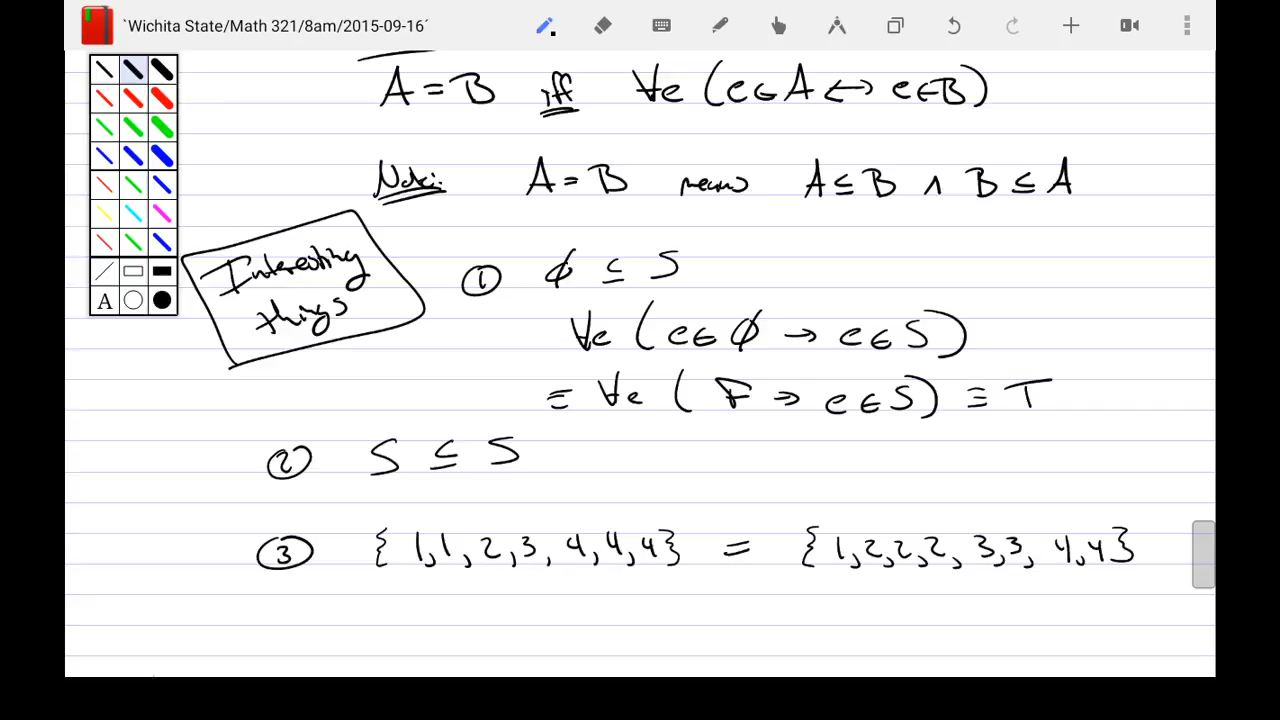 `Wichita State/Math 321/8am/2015-09-16´
A = B iff ∀e (e∈A ↔ e∈B)
Note: A = B means A ⊆ B ∧ B ⊆ A
Interesting
things
① ∅ ⊆ S
∀e (e∈∅ → e∈S)
≡ ∀e (F → e∈S) ≡ T
② S ⊆ S
③ {1,1,2,3,4,4,4} = {1,2,2,2,3,3,4,4}
A